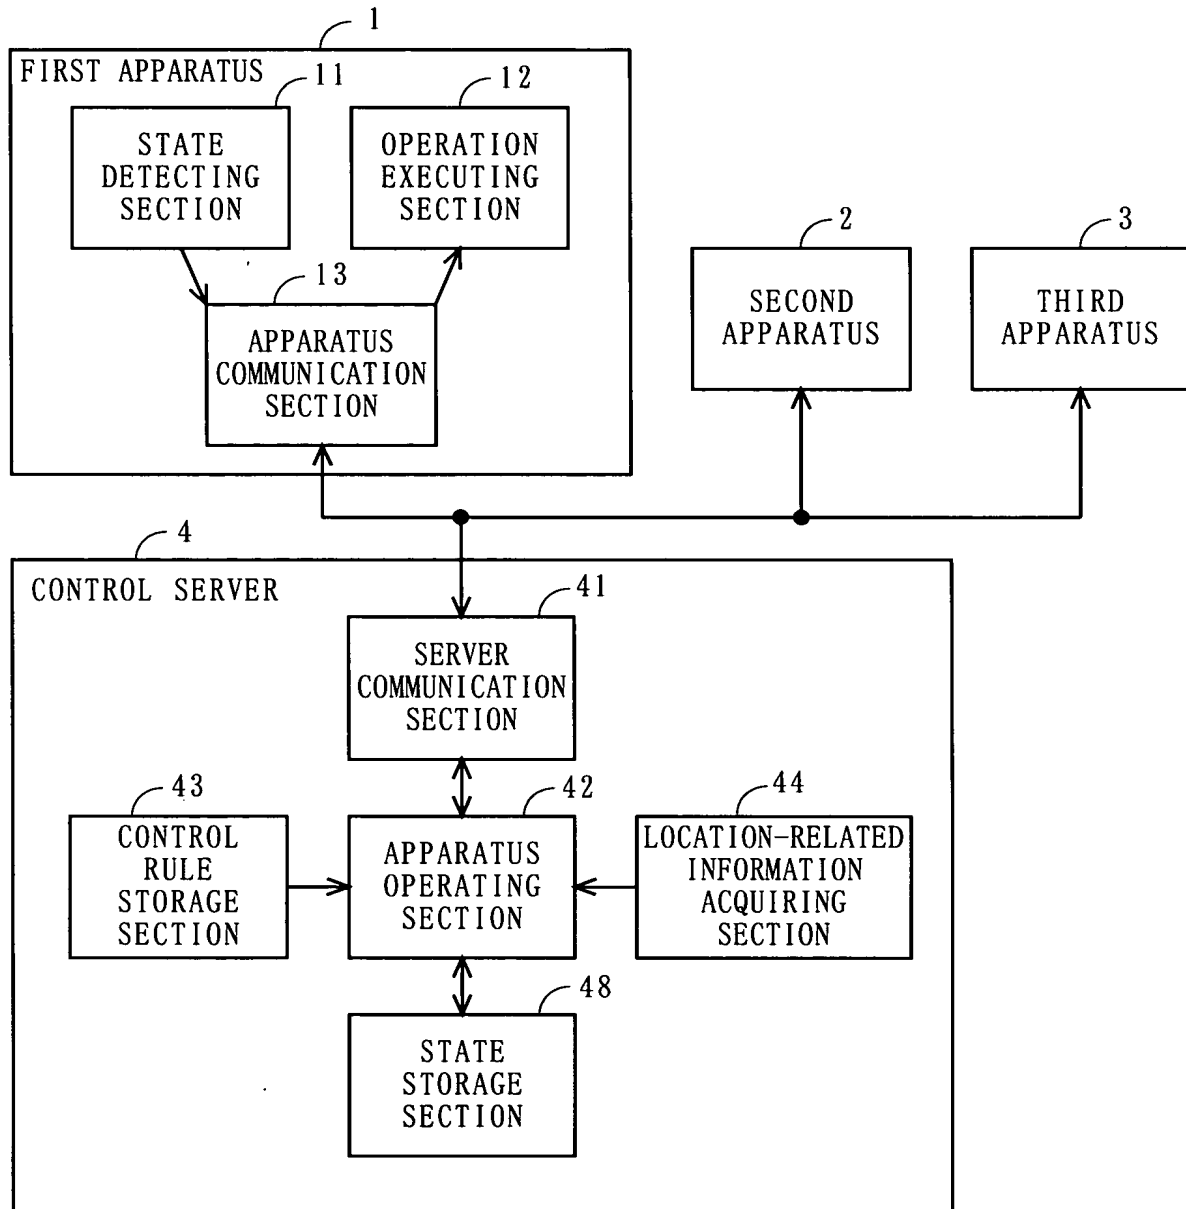 1
FIRST APPARATUS
11
12
STATE
DETECTING
SECTION
OPERATION
EXECUTING
SECTION
13
APPARATUS
COMMUNICATION
SECTION
2
SECOND
APPARATUS
3
THIRD
APPARATUS
4
CONTROL SERVER
41
SERVER
COMMUNICATION
SECTION
43
CONTROL
RULE
STORAGE
SECTION
42
APPARATUS
OPERATING
SECTION
44
LOCATION-RELATED
INFORMATION
ACQUIRING
SECTION
48
STATE
STORAGE
SECTION